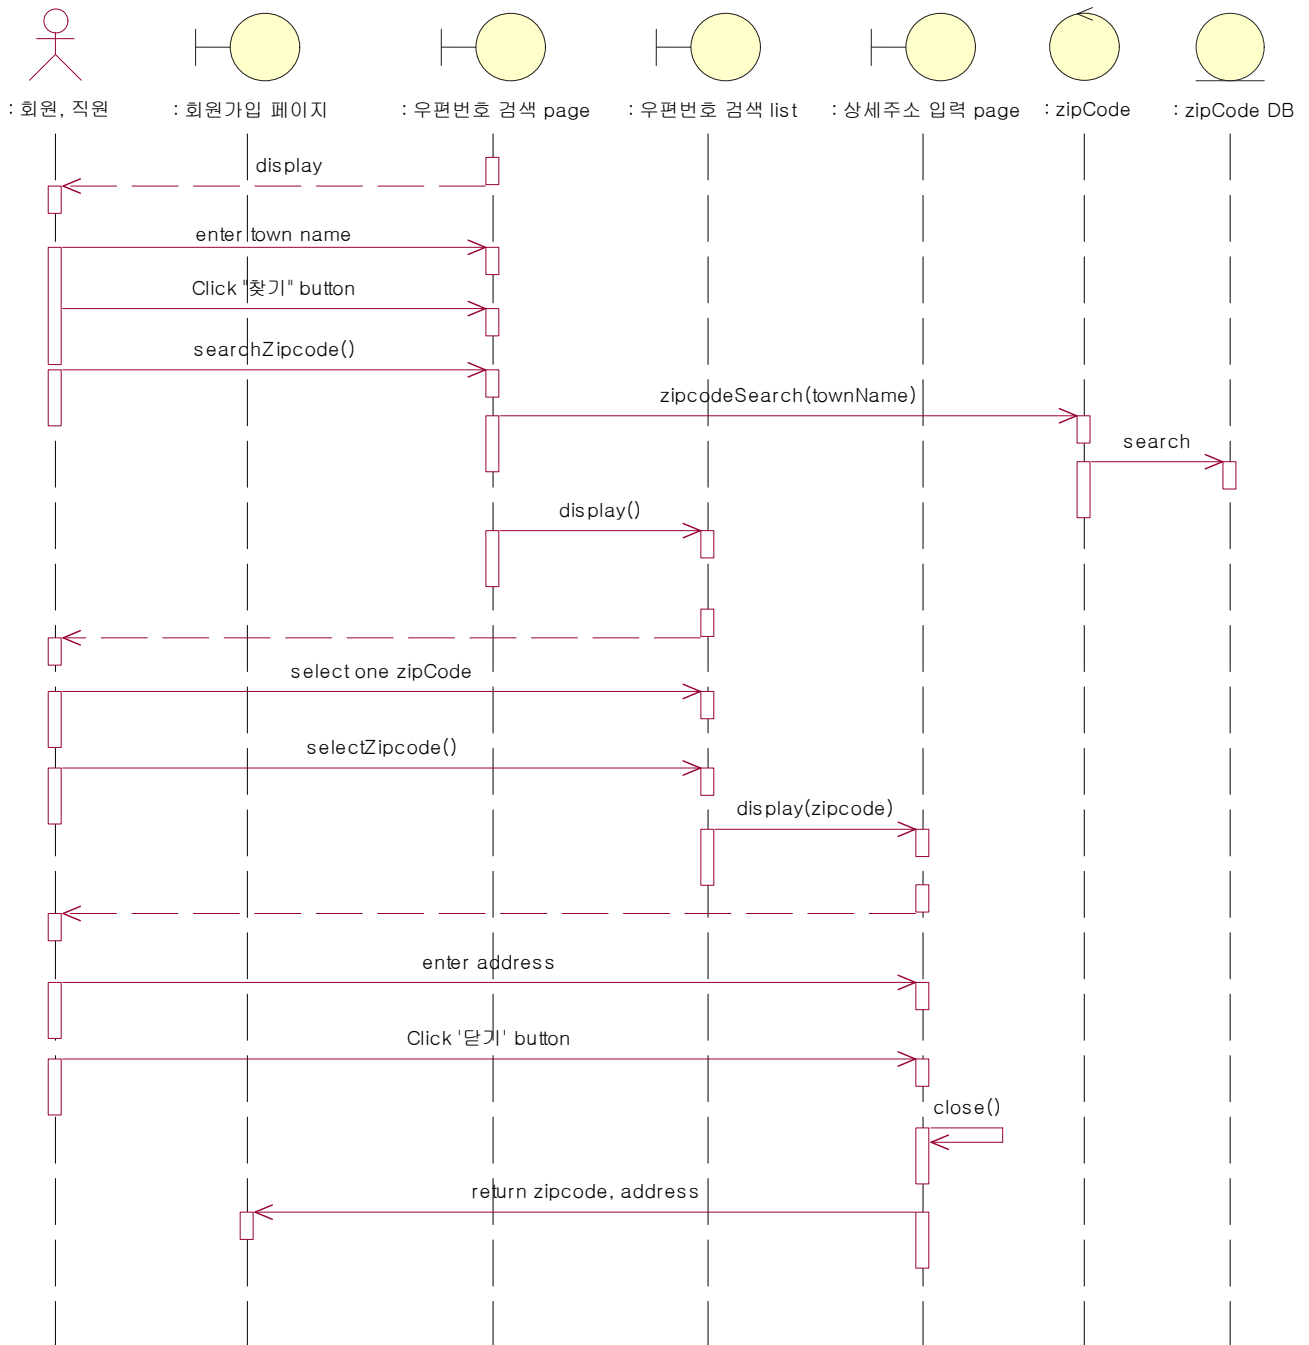 : 회원, 직원
: 회원가입 페이지
: 우편번호 검색 page
: 우편번호 검색 list
: 상세주소 입력 page
: zipCode
: zipCode DB
display
enter town name
Click "찾기" button
searchZipcode()
zipcodeSearch(townName)
search
display()
select one zipCode
selectZipcode()
display(zipcode)
enter address
Click '닫기' button
close()
return zipcode, address